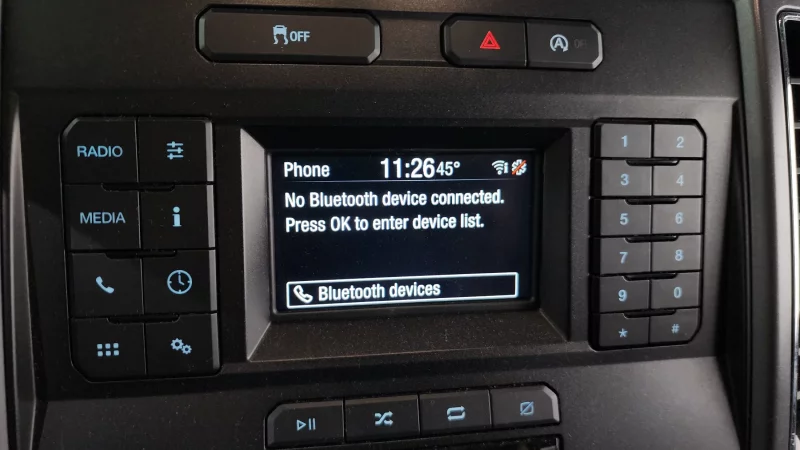 OFF
A OFF
RADIO
MEDIA
Phone 11:26 45°
No Bluetooth device connected.
Press OK to enter device list.
Bluetooth devices
1 2
3 4
5 6
7 8
9 0
* #
i